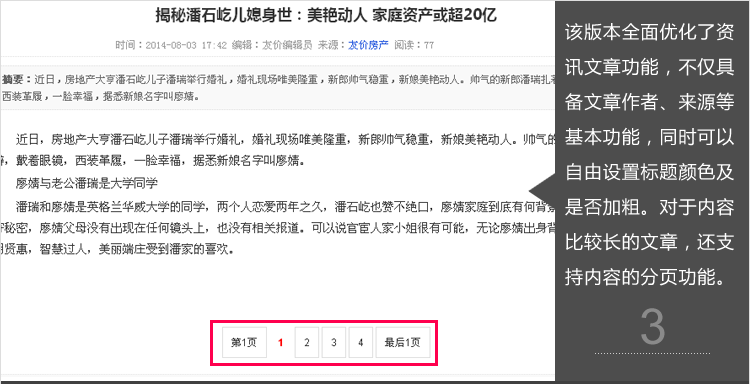 揭秘潘石屹儿媳身世：美艳动人 家庭资产或超20亿
时间：2014-08-03 17:42 编辑：友价编辑员 来源：友价房产 阅读：77
摘要：近日，房地产大亨潘石屹儿子潘瑞举行婚礼，婚礼现场唯美隆重，新郎帅气稳重，新娘美艳动人。帅气的新郎潘瑞扎着
西装革履，一脸幸福，据悉新娘名字叫廖婧。
近日，房地产大亨潘石屹儿子潘瑞举行婚礼，婚礼现场唯美隆重，新郎帅气稳重，新娘美艳动人。帅气的
，戴着眼镜，西装革履，一脸幸福，据悉新娘名字叫廖婧。
廖婧与老公潘瑞是大学同学
潘瑞和廖婧是英格兰华威大学的同学，两个人恋爱两年之久，潘石屹也赞不绝口，廖婧家庭到底有何背景
秘密，廖婧父母没有出现在任何镜头上，也没有相关报道。可以说官宦人家小姐很有可能，无论廖婧出身背
贤惠，智慧过人，美丽端庄受到潘家的喜欢。
第1页 1 2 3 4 最后1页
该版本全面优化了资
讯文章功能，不仅具
备文章作者、来源等
基本功能，同时可以
自由设置标题颜色及
是否加粗。对于内容
比较长的文章，还支
持内容的分页功能。
3